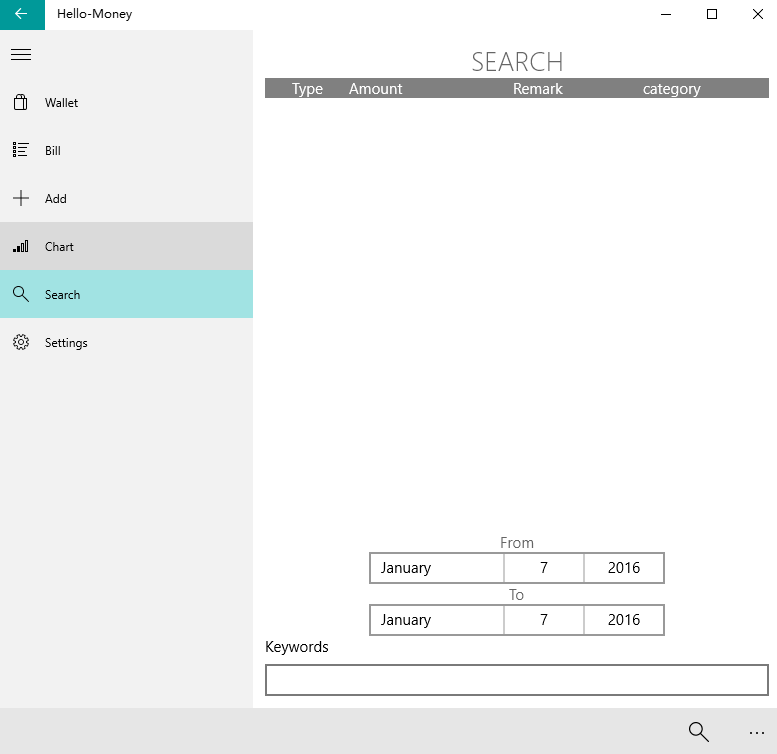 Hello-Money
Wallet
Bill
Add
Chart
Search
Settings
SEARCH
Type Amount Remark category
From
January 7 2016
To
January 7 2016
Keywords